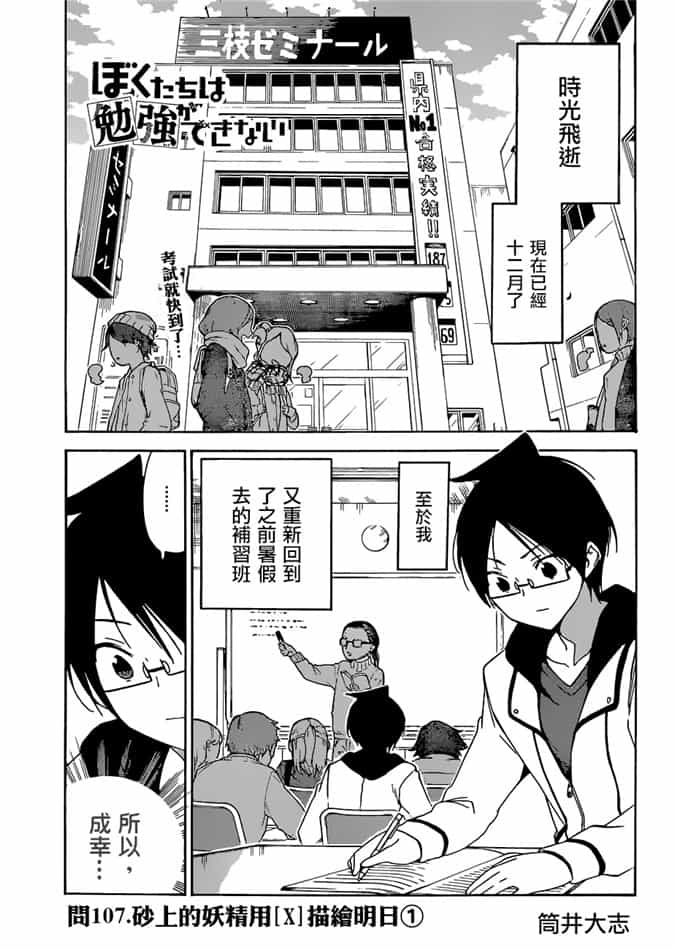 三枝ゼミナール
ぼくたちは
勉強ができない
ゼミナール
県内No.1合格実績!!
187
69
時光飛逝
現在已經
十二月了
考試就快到了…
至於我
又重新回到
了之前暑假
去的補習班
……
所以，
成幸…
問107.砂上的妖精用[X]描繪明日①
筒井大志